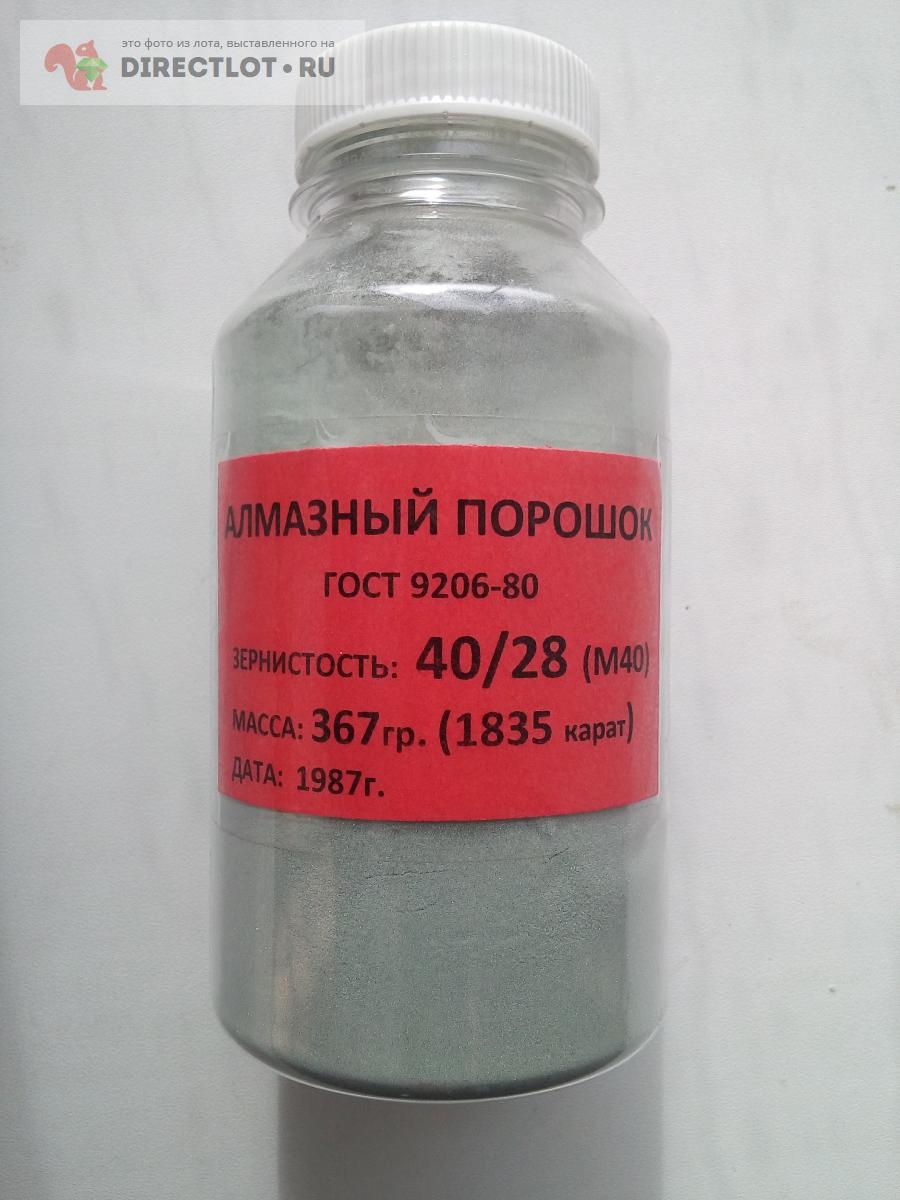 это фото из лота, выставленного на
DIRECTLOT•RU
АЛМАЗНЫЙ ПОРОШОК
ГОСТ 9206-80
ЗЕРНИСТОСТЬ: 40/28 (М40)
МАССА: 367гр. (1835 карат)
ДАТА: 1987г.